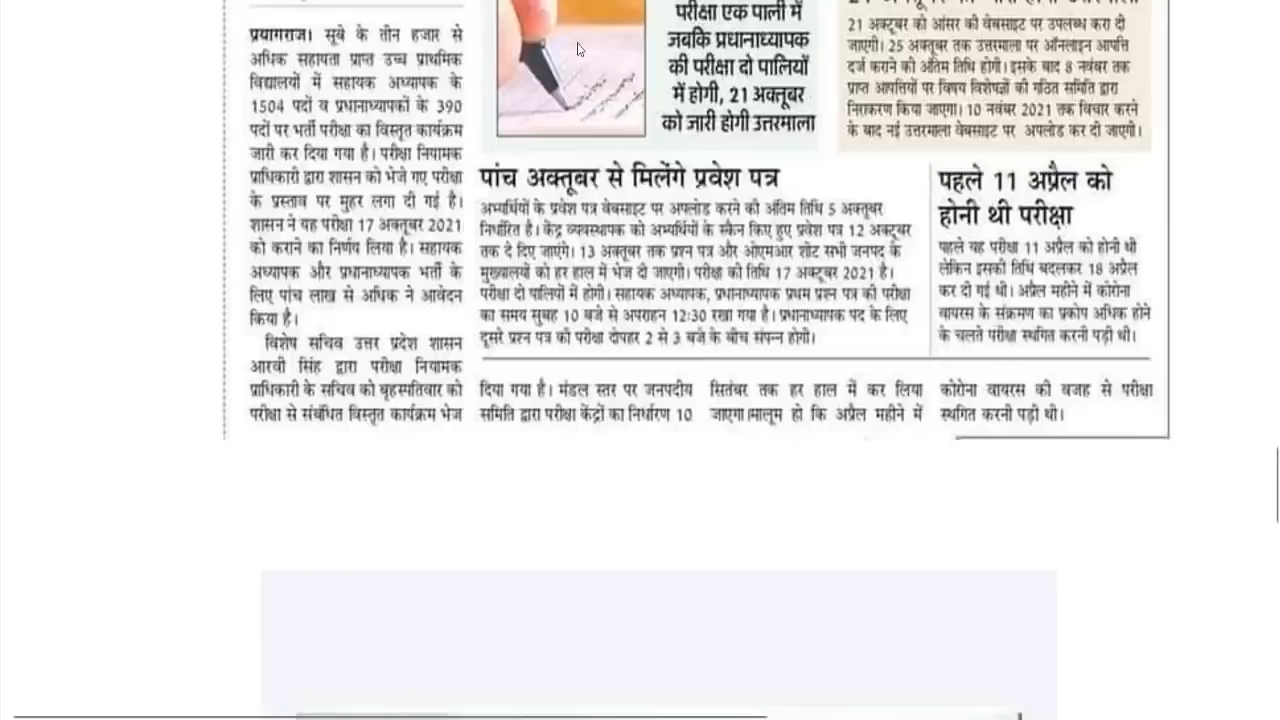 प्रयागराज। सूबे के तीन हजार से
अधिक सहायता प्राप्त उच्च प्राथमिक
विद्यालयों में सहायक अध्यापक के
1504 पदों व प्रधानाध्यापकों के 390
पदों पर भर्ती परीक्षा का विस्तृत कार्यक्रम
जारी कर दिया गया है। परीक्षा नियामक
प्राधिकारी द्वारा शासन को भेजे गए परीक्षा
के प्रस्ताव पर मुहर लगा दी गई है।
शासन ने यह परीक्षा 17 अक्तूबर 2021
को कराने का निर्णय लिया है। सहायक
अध्यापक और प्रधानाध्यापक भर्ती के
लिए पांच लाख से अधिक ने आवेदन
किया है।
विशेष सचिव उत्तर प्रदेश शासन
आरवी सिंह द्वारा परीक्षा नियामक
प्राधिकारी के सचिव को बृहस्पतिवार को
परीक्षा से संबंधित विस्तृत कार्यक्रम भेज
परीक्षा एक पाली में
जबकि प्रधानाध्यापक
की परीक्षा दो पालियों
में होगी, 21 अक्तूबर
को जारी होगी उत्तरमाला
21 अक्टूबर को आंसर की वेबसाइट पर उपलब्ध करा दी
जाएगी। 25 अक्तूबर तक उत्तरमाला पर ऑनलाइन आपत्ति
दर्ज कराने की अंतिम तिथि होगी। इसके बाद 8 नवंबर तक
प्राप्त आपत्तियों पर विषय विशेषज्ञों की गठित समिति द्वारा
निराकरण किया जाएगा। 10 नवंबर 2021 तक विचार करने
के बाद नई उत्तरमाला वेबसाइट पर अपलोड कर दी जाएगी।
पांच अक्तूबर से मिलेंगे प्रवेश पत्र
अभ्यर्थियों के प्रवेश पत्र वेबसाइट पर अपलोड करने की अंतिम तिथि 5 अक्तूबर
निर्धारित है। केंद्र व्यवस्थापक को अभ्यर्थियों के स्कैन किए हुए प्रवेश पत्र 12 अक्टूबर
तक दे दिए जाएंगे। 13 अक्तूबर तक प्रश्न पत्र और ओएमआर शीट सभी जनपद के
मुख्यालयों को हर हाल में भेज दी जाएगी। परीक्षा की तिथि 17 अक्टूबर 2021 है।
परीक्षा दो पालियों में होगी। सहायक अध्यापक, प्रधानाध्यापक प्रथम प्रश्न पत्र की परीक्षा
का समय सुबह 10 बजे से अपराहन 12:30 रखा गया है। प्रधानाध्यापक पद के लिए
दूसरे प्रश्न पत्र की परीक्षा दोपहर 2 से 3 बजे के बीच संपन्न होगी।
पहले 11 अप्रैल को
होनी थी परीक्षा
पहले यह परीक्षा 11 अप्रैल को होनी थी
लेकिन इसकी तिथि बदलकर 18 अप्रैल
कर दी गई थी। अप्रैल महीने में कोरोना
वायरस के संक्रमण का प्रकोप अधिक होने
के चलते परीक्षा स्थगित करनी पड़ी थी।
दिया गया है। मंडल स्तर पर जनपदीय
समिति द्वारा परीक्षा केंद्रों का निर्धारण 10
सितंबर तक हर हाल में कर लिया
जाएगा।मालूम हो कि अप्रैल महीने में
कोरोना वायरस की वजह से परीक्षा
स्थगित करनी पड़ी थी।